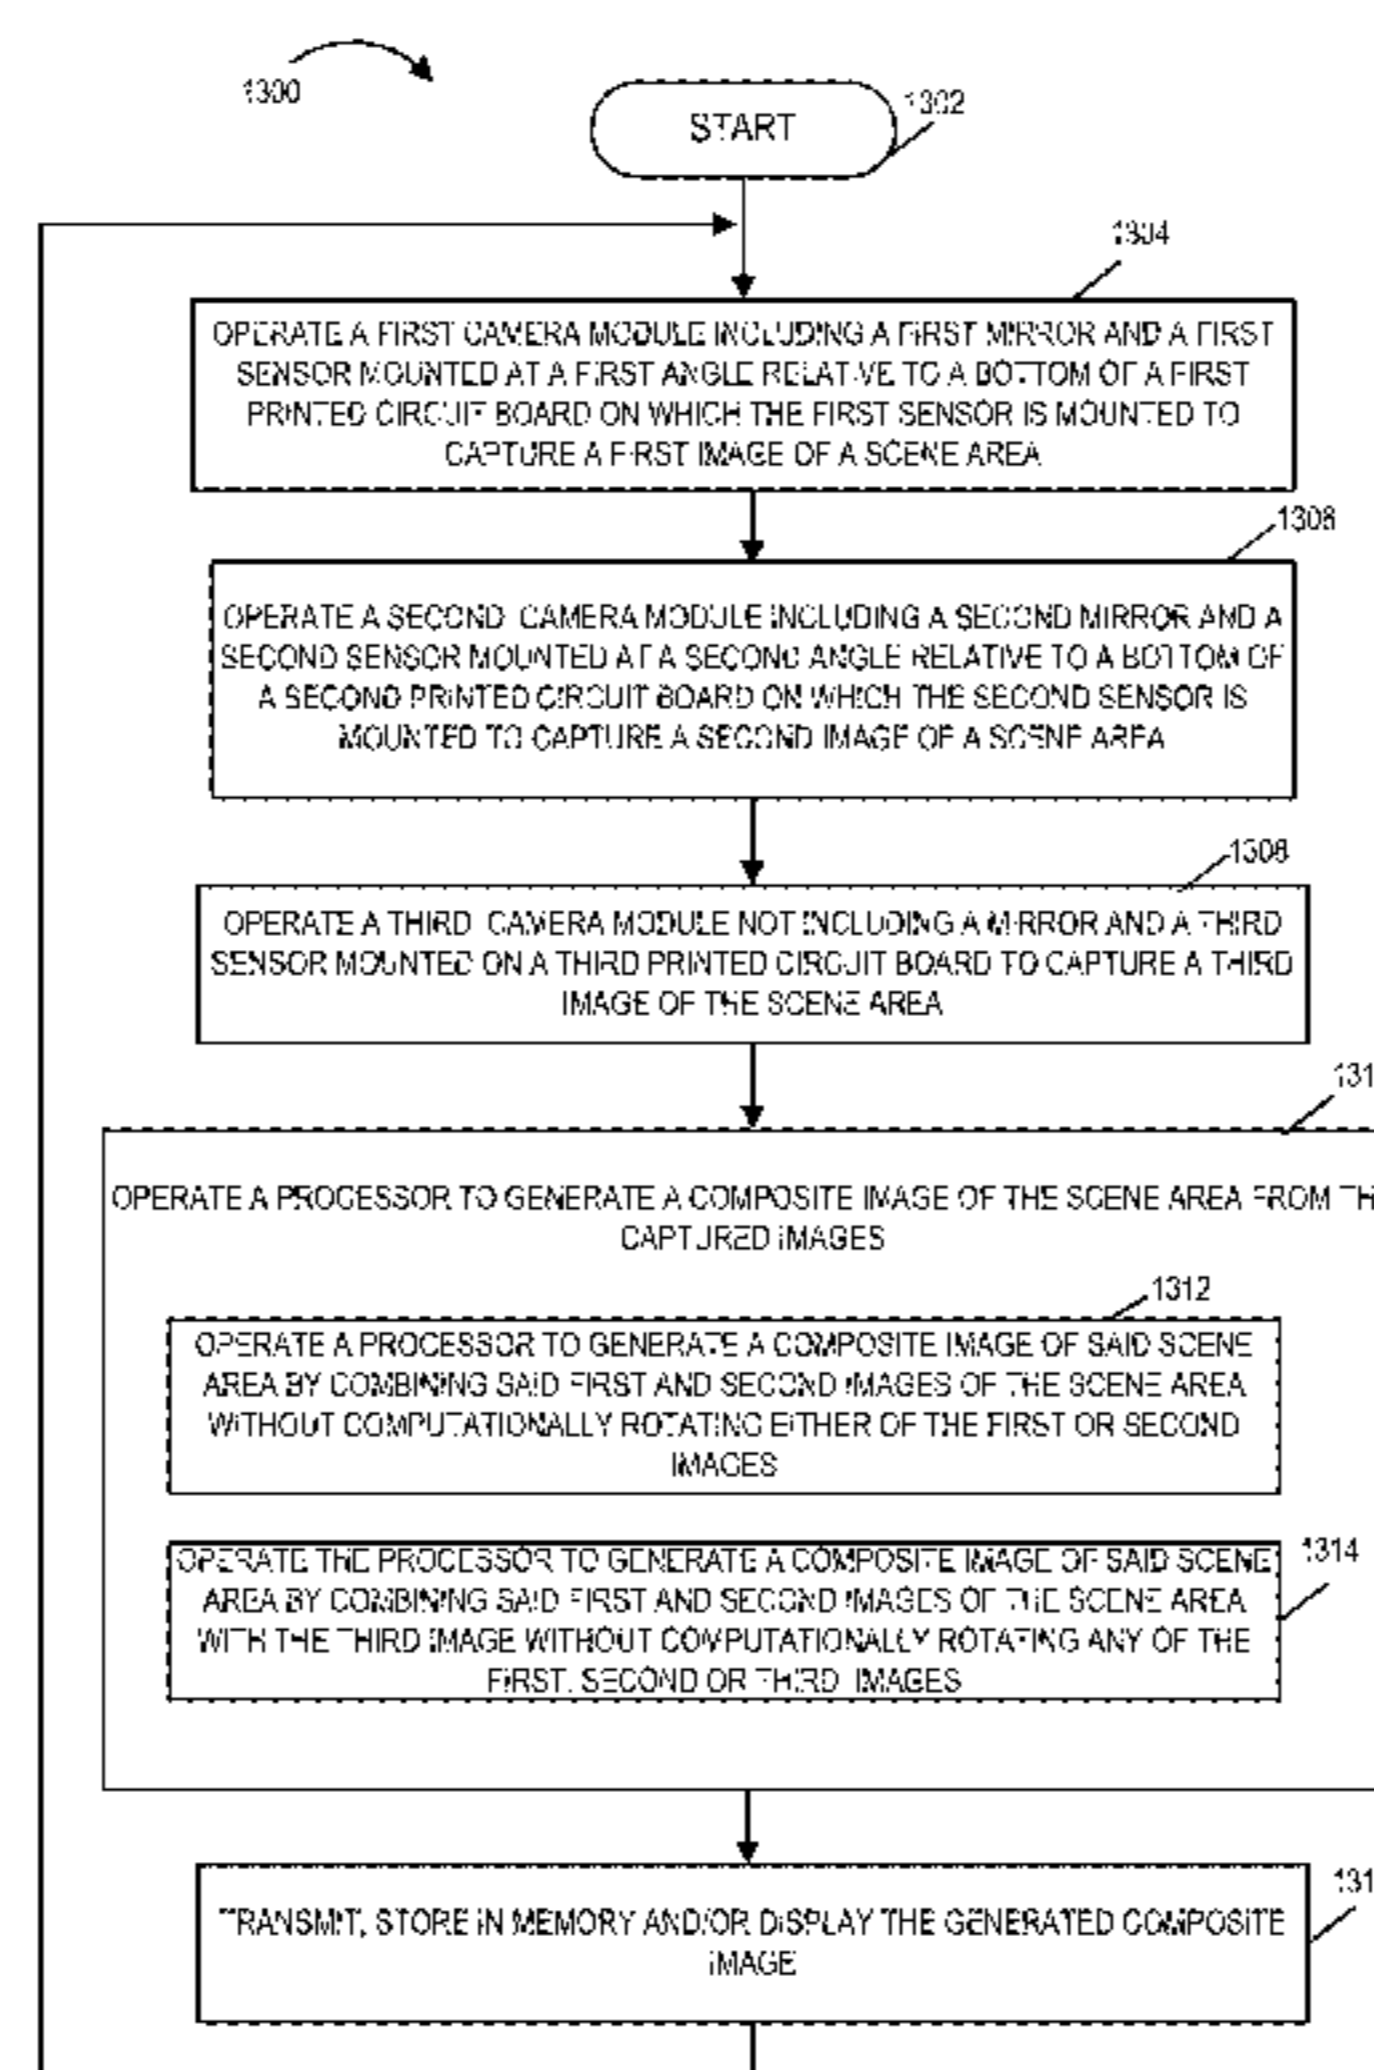 1300
START
1302
1304
OPERATE A FIRST CAMERA MODULE INCLUDING A FIRST MIRROR AND A FIRST
SENSOR MOUNTED AT A FIRST ANGLE RELATIVE TO A BOTTOM OF A FIRST
PRINTED CIRCUIT BOARD ON WHICH THE FIRST SENSOR IS MOUNTED TO
CAPTURE A FIRST IMAGE OF A SCENE AREA
OPERATE A SECOND CAMERA MODULE INCLUDING A SECOND MIRROR AND A
SECOND SENSOR MOUNTED AT A SECOND ANGLE RELATIVE TO A BOTTOM OF
A SECOND PRINTED CIRCUIT BOARD ON WHICH THE SECOND SENSOR IS
MOUNTED TO CAPTURE A SECOND IMAGE OF A SCENE AREA
1308
OPERATE A THIRD CAMERA MODULE NOT INCLUDING A MIRROR AND A THIRD
SENSOR MOUNTED ON A THIRD PRINTED CIRCUIT BOARD TO CAPTURE A THIRD
IMAGE OF THE SCENE AREA
131
OPERATE A PROCESSOR TO GENERATE A COMPOSITE IMAGE OF THE SCENE AREA FROM TH
CAPTURED IMAGES
1312
OPERATE A PROCESSOR TO GENERATE A COMPOSITE IMAGE OF SAID SCENE
AREA BY COMBINING SAID FIRST AND SECOND IMAGES OF THE SCENE AREA
WITHOUT COMPUTATIONALLY ROTATING EITHER OF THE FIRST OR SECOND
IMAGES
1314
OPERATE THE PROCESSOR TO GENERATE A COMPOSITE IMAGE OF SAID SCENE
AREA BY COMBINING SAID FIRST AND SECOND IMAGES OF THE SCENE AREA
WITH THE THIRD IMAGE WITHOUT COMPUTATIONALLY ROTATING ANY OF THE
FIRST, SECOND OR THIRD IMAGES
131
TRANSMIT, STORE IN MEMORY AND/OR DISPLAY THE GENERATED COMPOSITE
IMAGE